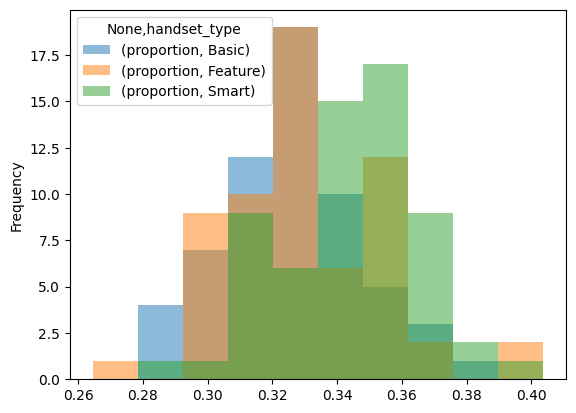 None,handset_type
(proportion, Basic)
(proportion, Feature)
(proportion, Smart)
Frequency
17.5
15.0
12.5
10.0
7.5
5.0
2.5
0.0
0.26 0.28 0.30 0.32 0.34 0.36 0.38 0.40